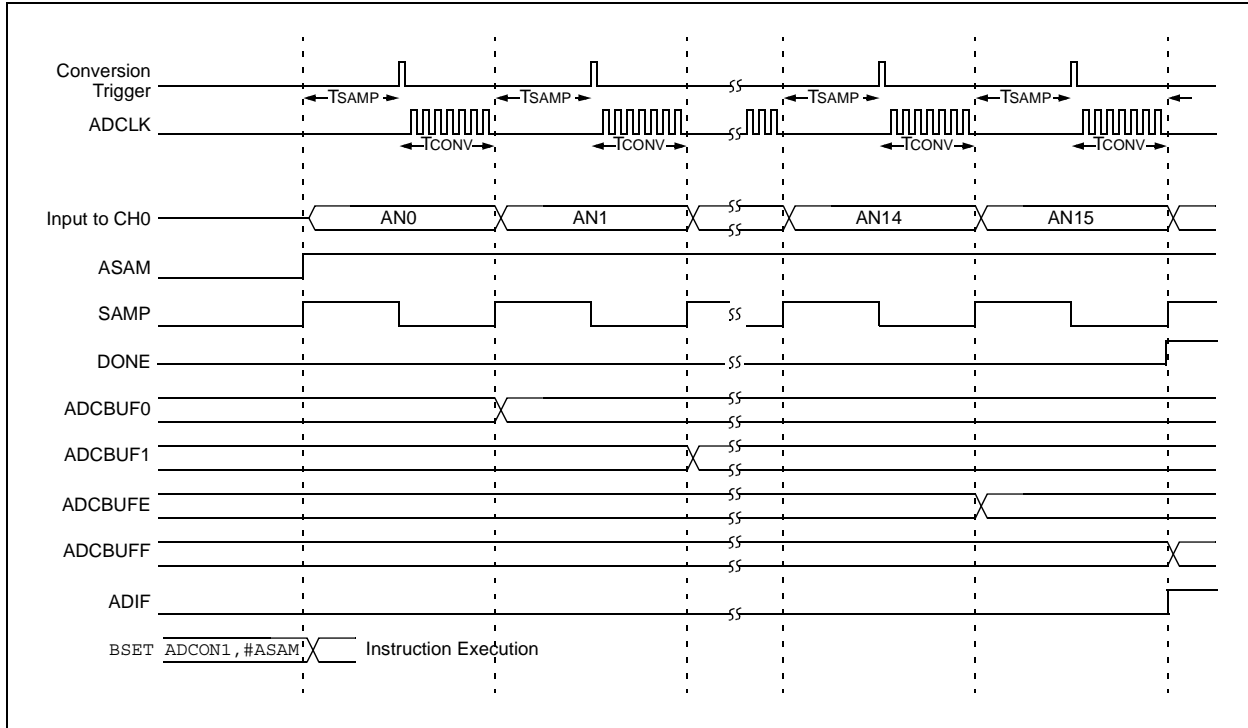 Conversion
Trigger
TSAMP TSAMP TSAMP TSAMP
ADCLK
TCONV TCONV TCONV TCONV
Input to CH0 AN0 AN1 AN14 AN15
ASAM
SAMP
DONE
ADCBUF0
ADCBUF1
ADCBUFE
ADCBUFF
ADIF
BSET ADCON1,#ASAM Instruction Execution